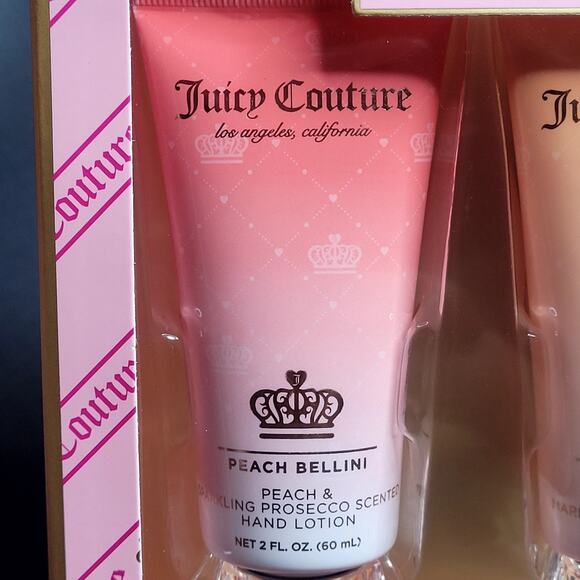 Juicy Couture
los angeles, california
PEACH BELLINI
PEACH &
SPARKLING PROSECCO SCENTED
HAND LOTION
NET 2 FL. OZ. (60 mL)
Couture
Couture